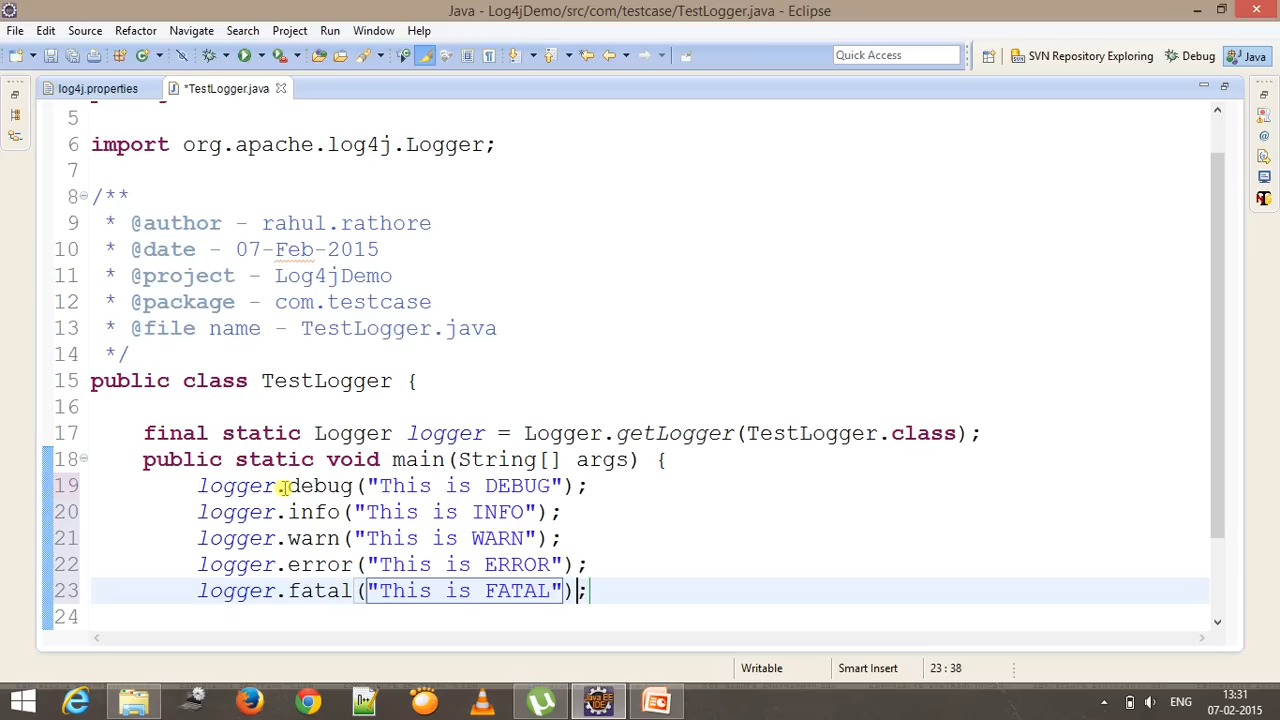 Java - Log4jDemo/src/com/testcase/TestLogger.java - Eclipse
File Edit Source Refactor Navigate Search Project Run Window Help
Quick Access SVN Repository Exploring Debug Java
log4j.properties *TestLogger.java
5
6 import org.apache.log4j.Logger;
7
8 /**
9 * @author - rahul.rathore
10 * @date - 07-Feb-2015
11 * @project - Log4jDemo
12 * @package - com.testcase
13 * @file name - TestLogger.java
14 */
15 public class TestLogger {
16
17 final static Logger logger = Logger.getLogger(TestLogger.class);
18 public static void main(String[] args) {
19 logger.debug("This is DEBUG");
20 logger.info("This is INFO");
21 logger.warn("This is WARN");
22 logger.error("This is ERROR");
23 logger.fatal("This is FATAL");
24
Writable Smart Insert 23 : 38
ENG 13:31
07-02-2015